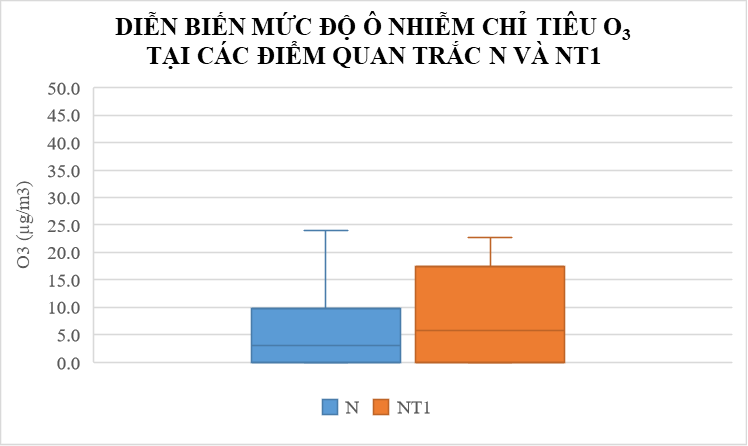 DIỄN BIẾN MỨC ĐỘ Ô NHIỄM CHỈ TIÊU O₃
TẠI CÁC ĐIỂM QUAN TRẮC N VÀ NT1
50.0
45.0
40.0
35.0
30.0
25.0
20.0
15.0
10.0
5.0
0.0
O3 (µg/m3)
N NT1